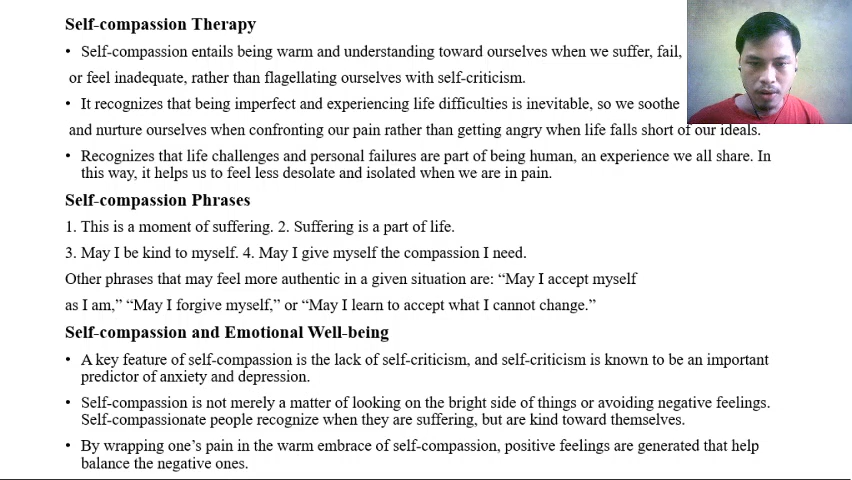 Self-compassion Therapy
• Self-compassion entails being warm and understanding toward ourselves when we suffer, fail,
or feel inadequate, rather than flagellating ourselves with self-criticism.
• It recognizes that being imperfect and experiencing life difficulties is inevitable, so we soothe
and nurture ourselves when confronting our pain rather than getting angry when life falls short of our ideals.
• Recognizes that life challenges and personal failures are part of being human, an experience we all share. In
this way, it helps us to feel less desolate and isolated when we are in pain.
Self-compassion Phrases
1. This is a moment of suffering. 2. Suffering is a part of life.
3. May I be kind to myself. 4. May I give myself the compassion I need.
Other phrases that may feel more authentic in a given situation are: “May I accept myself
as I am,” “May I forgive myself,” or “May I learn to accept what I cannot change.”
Self-compassion and Emotional Well-being
• A key feature of self-compassion is the lack of self-criticism, and self-criticism is known to be an important
predictor of anxiety and depression.
• Self-compassion is not merely a matter of looking on the bright side of things or avoiding negative feelings.
Self-compassionate people recognize when they are suffering, but are kind toward themselves.
• By wrapping one’s pain in the warm embrace of self-compassion, positive feelings are generated that help
balance the negative ones.